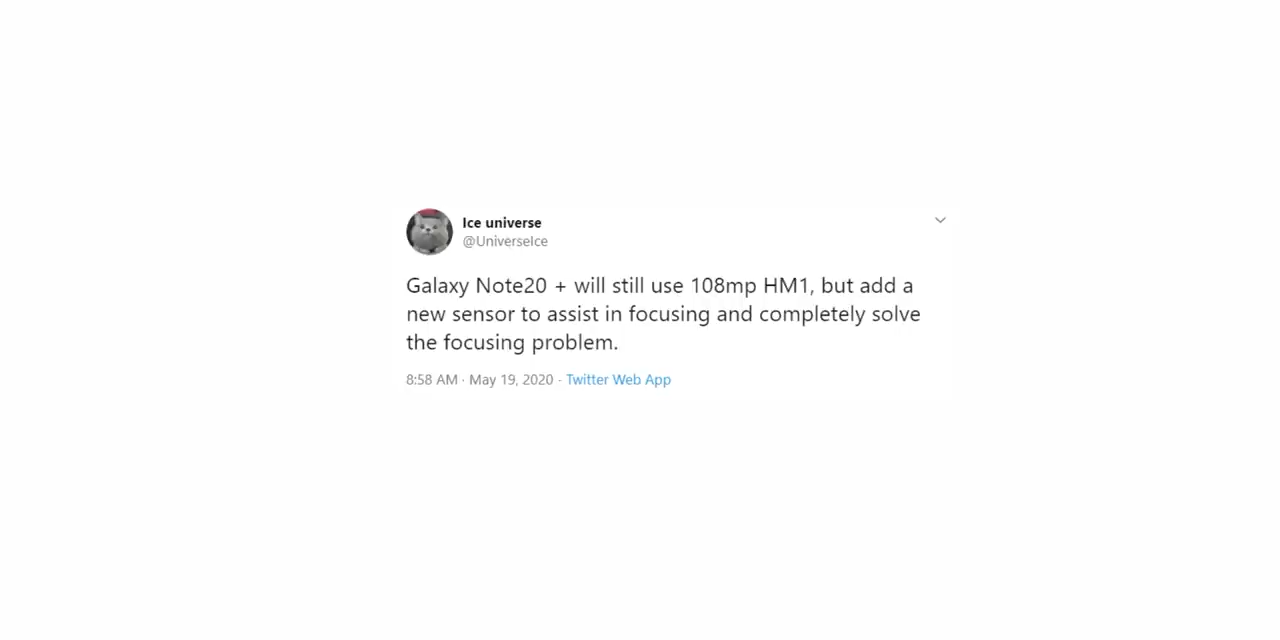 Ice universe
@UniverseIce
Galaxy Note20 + will still use 108mp HM1, but add a
new sensor to assist in focusing and completely solve
the focusing problem.
8:58 AM · May 19, 2020 · Twitter Web App